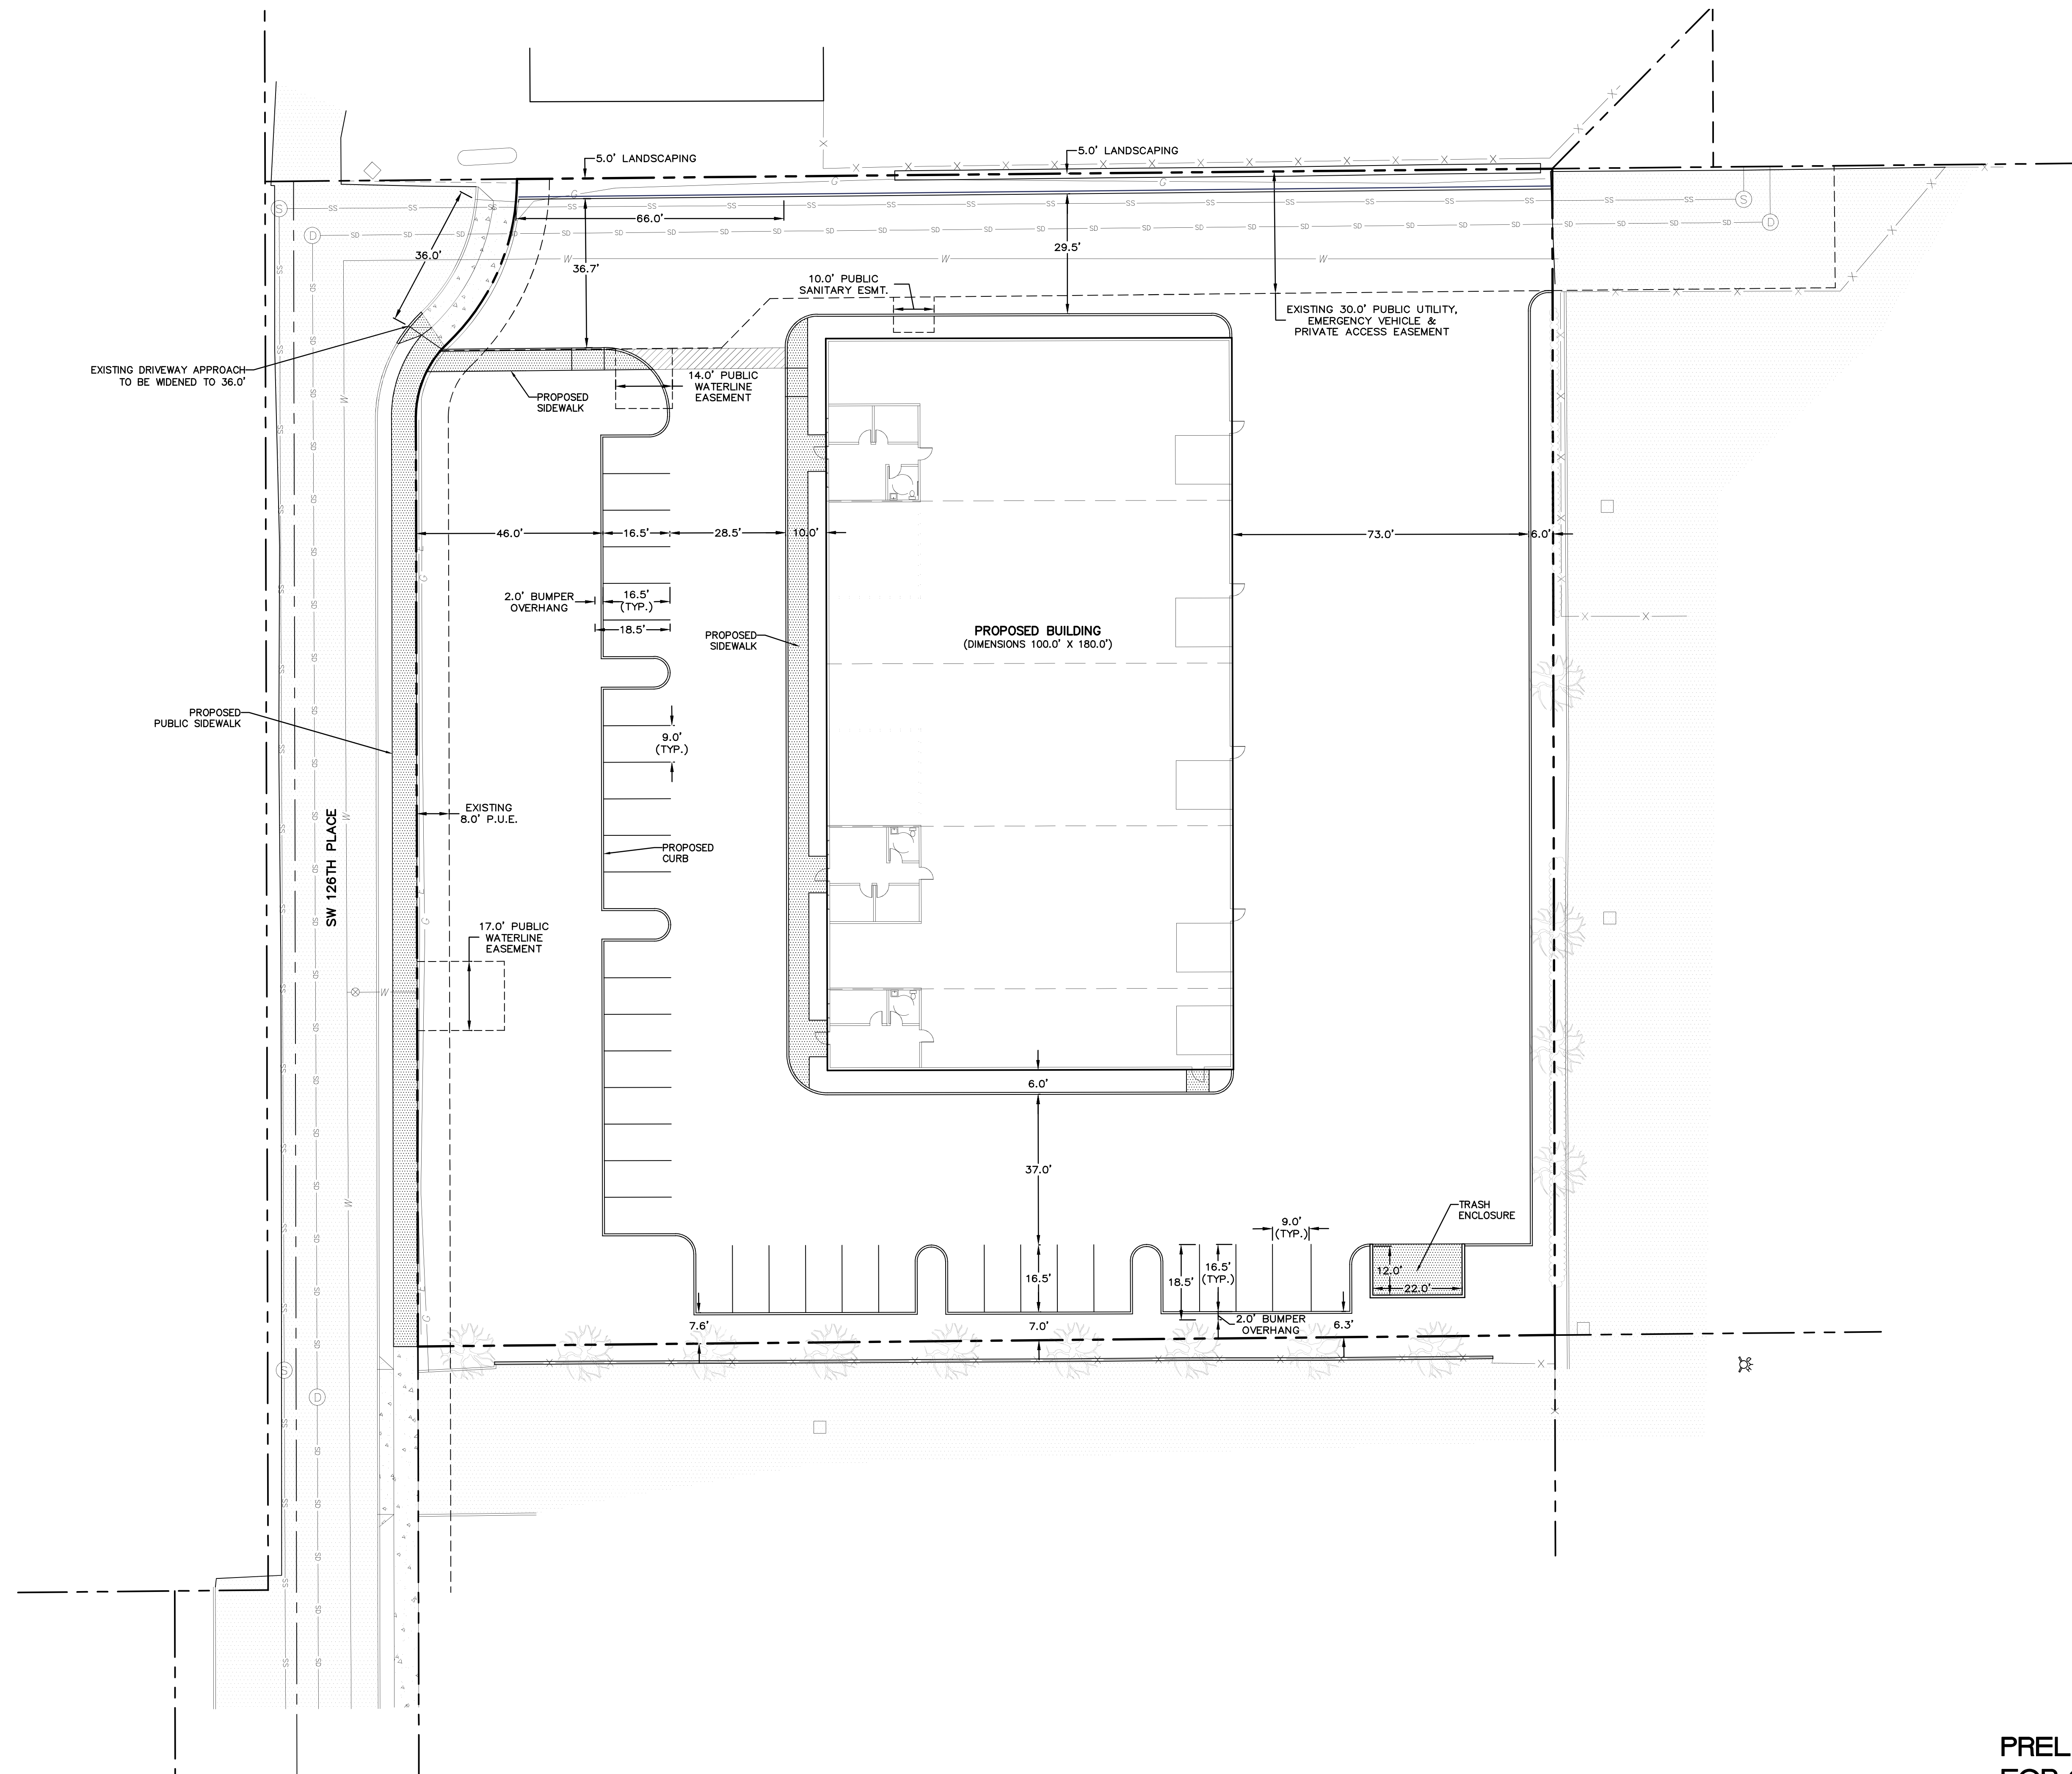 5.0' LANDSCAPING
5.0' LANDSCAPING
66.0'
36.0'
36.7'
29.5'
10.0' PUBLIC
SANITARY ESMT.
EXISTING 30.0' PUBLIC UTILITY,
EMERGENCY VEHICLE &
PRIVATE ACCESS EASEMENT
EXISTING DRIVEWAY APPROACH
TO BE WIDENED TO 36.0'
14.0' PUBLIC
WATERLINE
EASEMENT
PROPOSED
SIDEWALK
46.0'
16.5'
28.5'
10.0'
73.0'
6.0'
2.0' BUMPER
OVERHANG
16.5'
(TYP.)
18.5'
PROPOSED
SIDEWALK
PROPOSED BUILDING
(DIMENSIONS 100.0' X 180.0')
PROPOSED
PUBLIC SIDEWALK
9.0'
(TYP.)
EXISTING
8.0' P.U.E.
SW 126TH PLACE
PROPOSED
CURB
17.0' PUBLIC
WATERLINE
EASEMENT
6.0'
37.0'
TRASH
ENCLOSURE
9.0'
(TYP.)
16.5'
18.5'
16.5'
(TYP.)
12.0'
22.0'
7.6'
7.0'
2.0' BUMPER
OVERHANG
6.3'
S
D
S
D
S
D
SS
SD
W
G
X
PREL